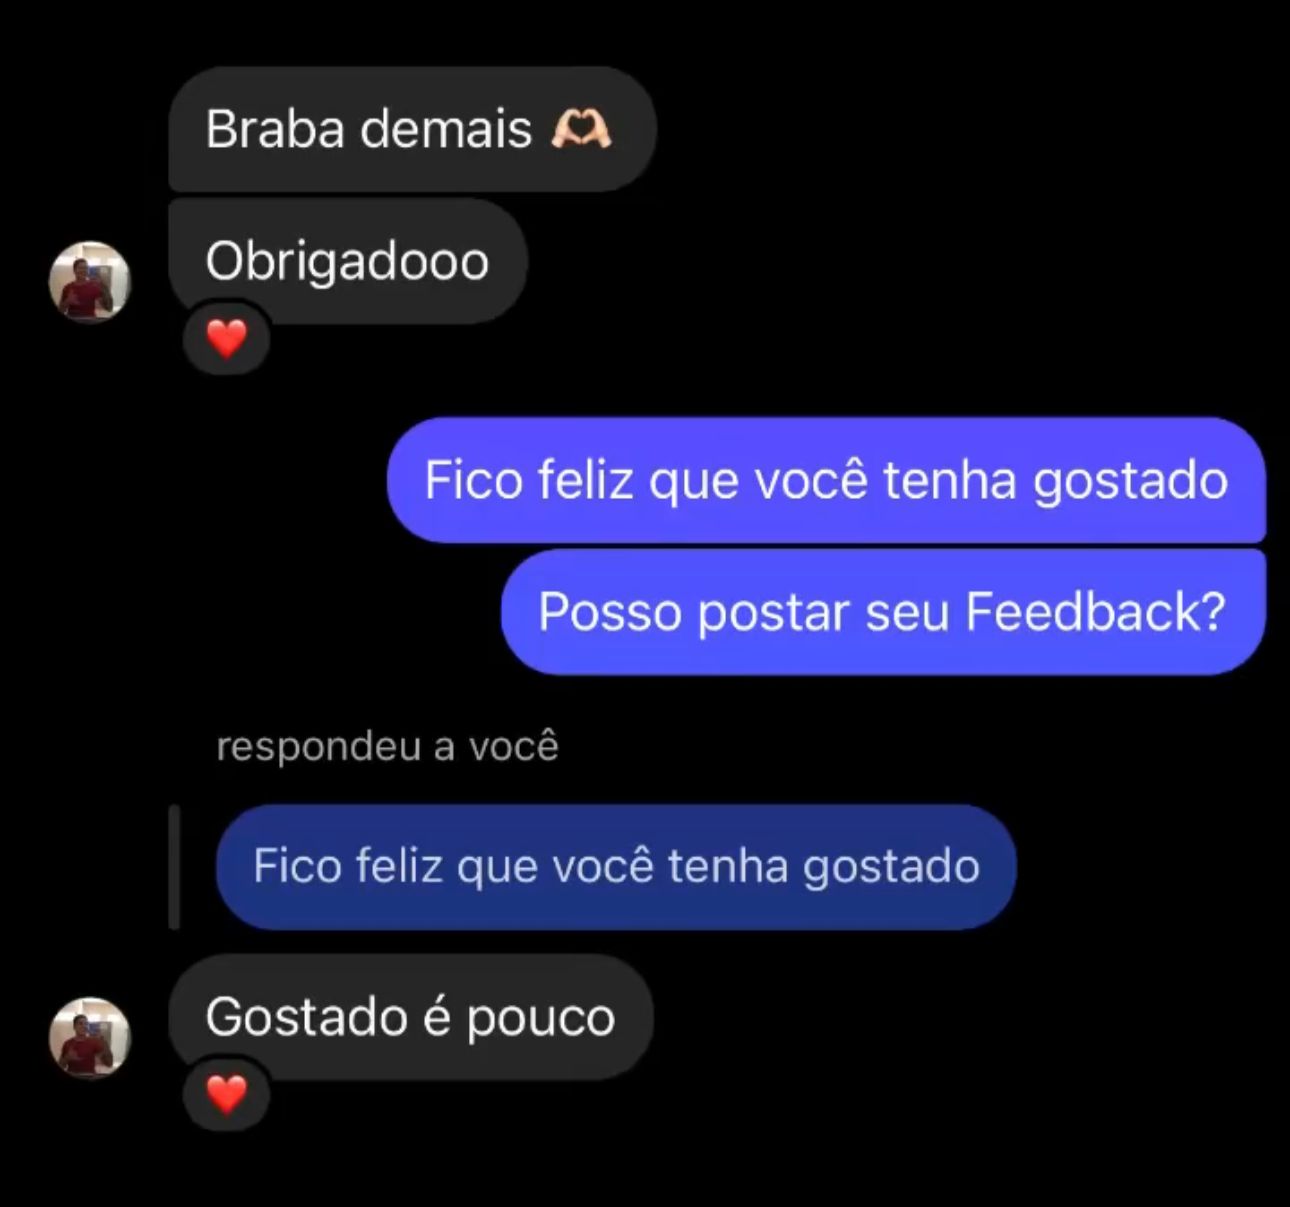 Braba demais 🫶🏻
Obrigadooo
❤️
Fico feliz que você tenha gostado
Posso postar seu Feedback?
respondeu a você
Fico feliz que você tenha gostado
Gostado é pouco
❤️